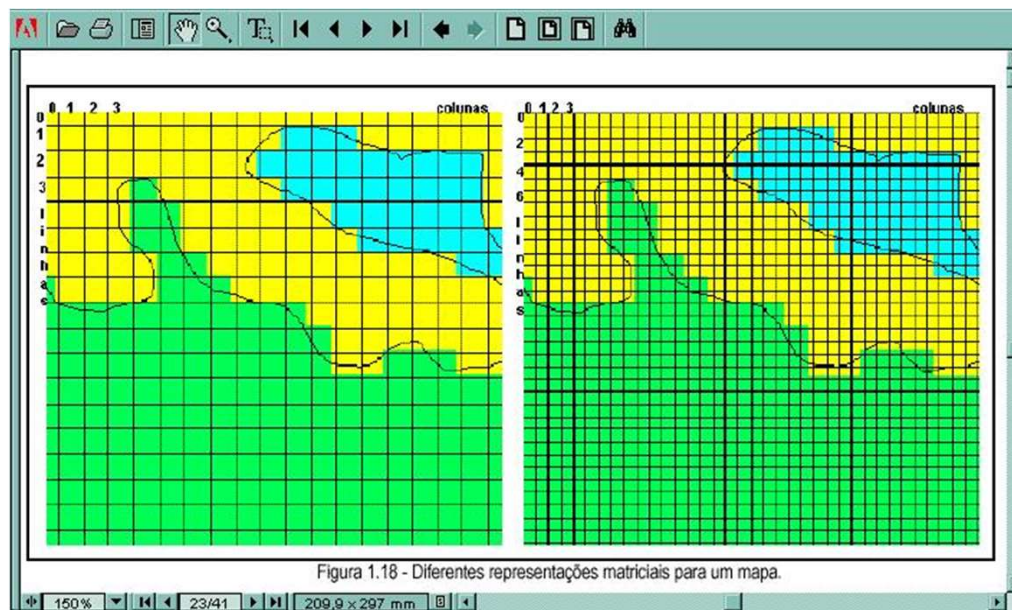 0 1 2 3 colunas
0
1
2
3
l
i
n
h
a
s
0 1 2 3 colunas
0
2
4
6
l
i
n
h
a
s
Figura 1.18 - Diferentes representações matriciais para um mapa.
150% 23/41 209,9 x 297 mm